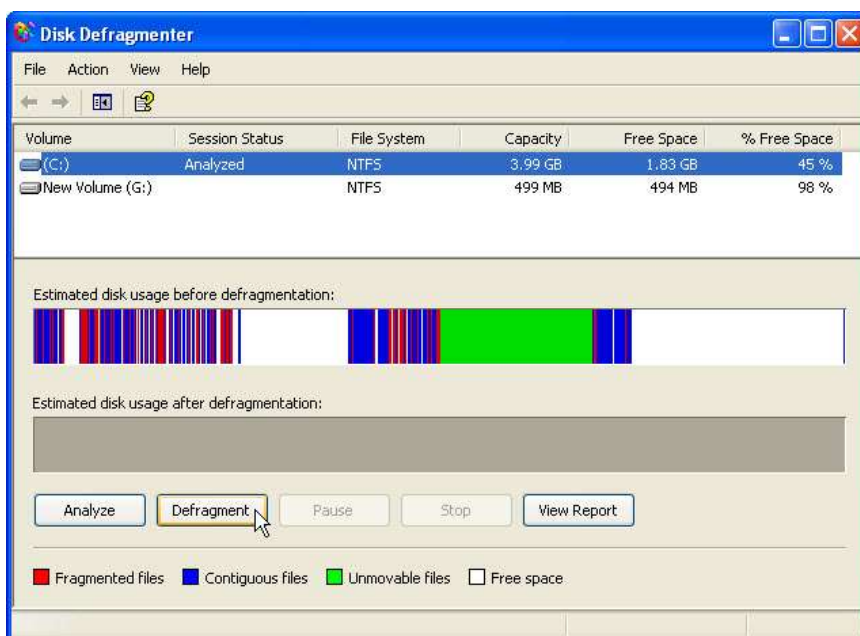 Disk Defragmenter
File Action View Help
Volume Session Status File System Capacity Free Space % Free Space
(C:) Analyzed NTFS 3.99 GB 1.83 GB 45 %
New Volume (G:) NTFS 499 MB 494 MB 98 %
Estimated disk usage before defragmentation:
Estimated disk usage after defragmentation:
Analyze Defragment Pause Stop View Report
Fragmented files Contiguous files Unmovable files Free space